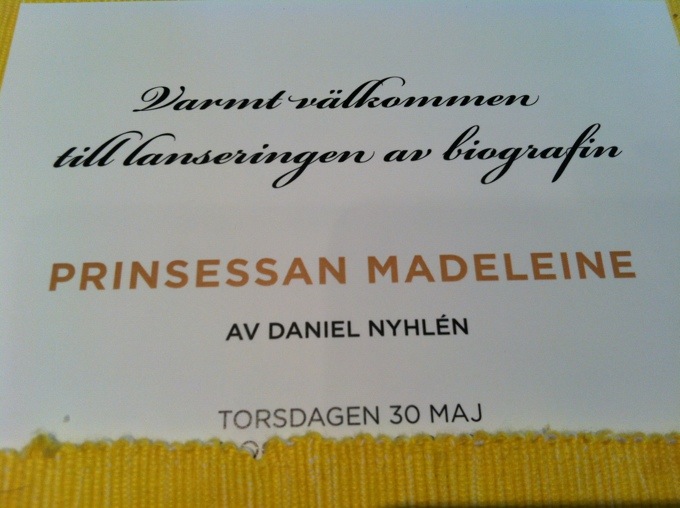 Varmt välkommen
till lanseringen av biografin
PRINSESSAN MADELEINE
AV DANIEL NYHLÉN
TORSDAGEN 30 MAJ